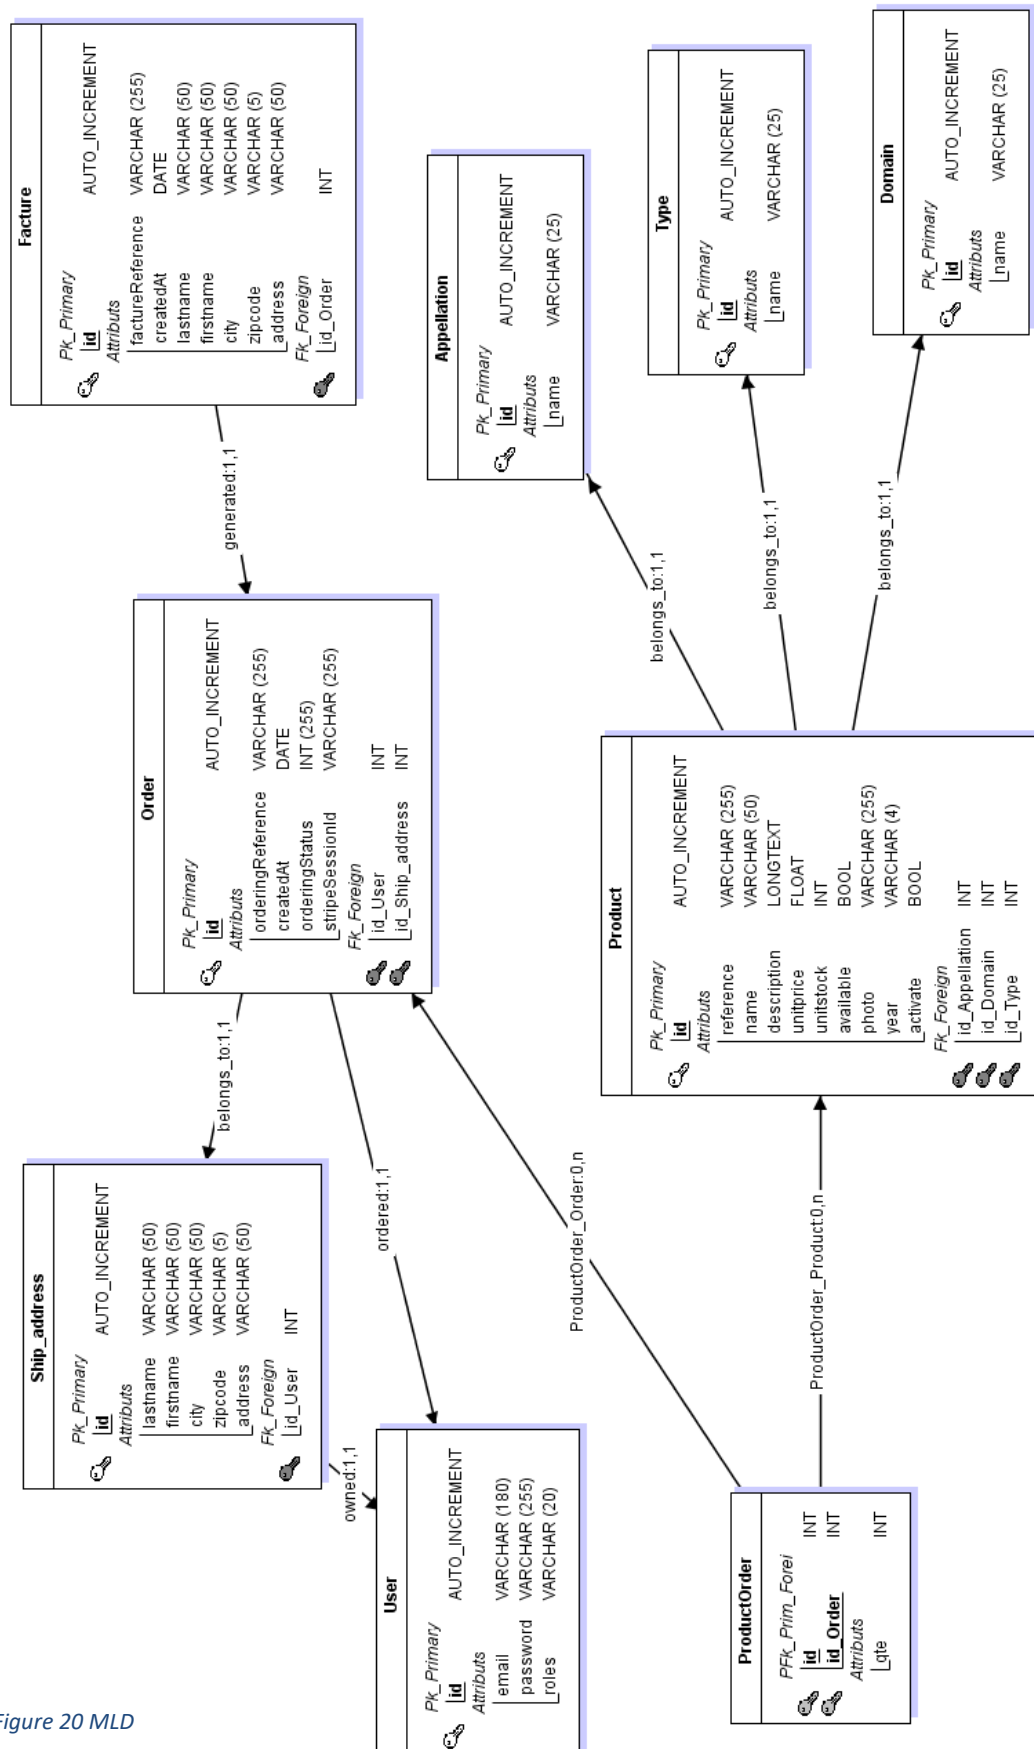 Facture
Pk_Primary
id AUTO_INCREMENT
Attributs
factureReference VARCHAR (255)
createdAt DATE
lastname VARCHAR (50)
firstname VARCHAR (50)
city VARCHAR (50)
zipcode VARCHAR (5)
address VARCHAR (50)
Fk_Foreign
id_Order INT
generated:1,1
Appellation
Pk_Primary
id AUTO_INCREMENT
Attributs
name VARCHAR (25)
Type
Pk_Primary
id AUTO_INCREMENT
Attributs
name VARCHAR (25)
Domain
Pk_Primary
id AUTO_INCREMENT
Attributs
name VARCHAR (25)
belongs_to:1,1
belongs_to:1,1
belongs_to:1,1
Order
Pk_Primary
id AUTO_INCREMENT
Attributs
orderingReference VARCHAR (255)
createdAt DATE
orderingStatus INT (255)
stripeSessionId VARCHAR (255)
Fk_Foreign
id_User INT
id_Ship_address INT
Product
Pk_Primary
id AUTO_INCREMENT
Attributs
reference VARCHAR (255)
name VARCHAR (50)
description LONGTEXT
unitprice FLOAT
unitstock INT
available BOOL
photo VARCHAR (255)
year VARCHAR (4)
activate BOOL
Fk_Foreign
id_Appellation INT
id_Domain INT
id_Type INT
belongs_to:1,1
ordered:1,1
ProductOrder_Order:0,n
ProductOrder_Product:0,n
Ship_address
Pk_Primary
id AUTO_INCREMENT
Attributs
lastname VARCHAR (50)
firstname VARCHAR (50)
city VARCHAR (50)
zipcode VARCHAR (5)
address VARCHAR (50)
Fk_Foreign
id_User INT
owned:1,1
User
Pk_Primary
id AUTO_INCREMENT
Attributs
email VARCHAR (180)
password VARCHAR (255)
roles VARCHAR (20)
ProductOrder
PFk_Prim_Forei
id INT
id_Order INT
Attributs
qte INT
Figure 20 MLD